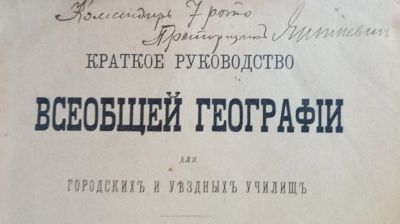 Командиръ 7 роты
Прапорщикъ
КРАТКОЕ РУКОВОДСТВО
ВСЕОБЩЕЙ ГЕОГРАФІИ
для
ГОРОДСКИХЪ И УѢЗДНЫХЪ УЧИЛИЩЪ